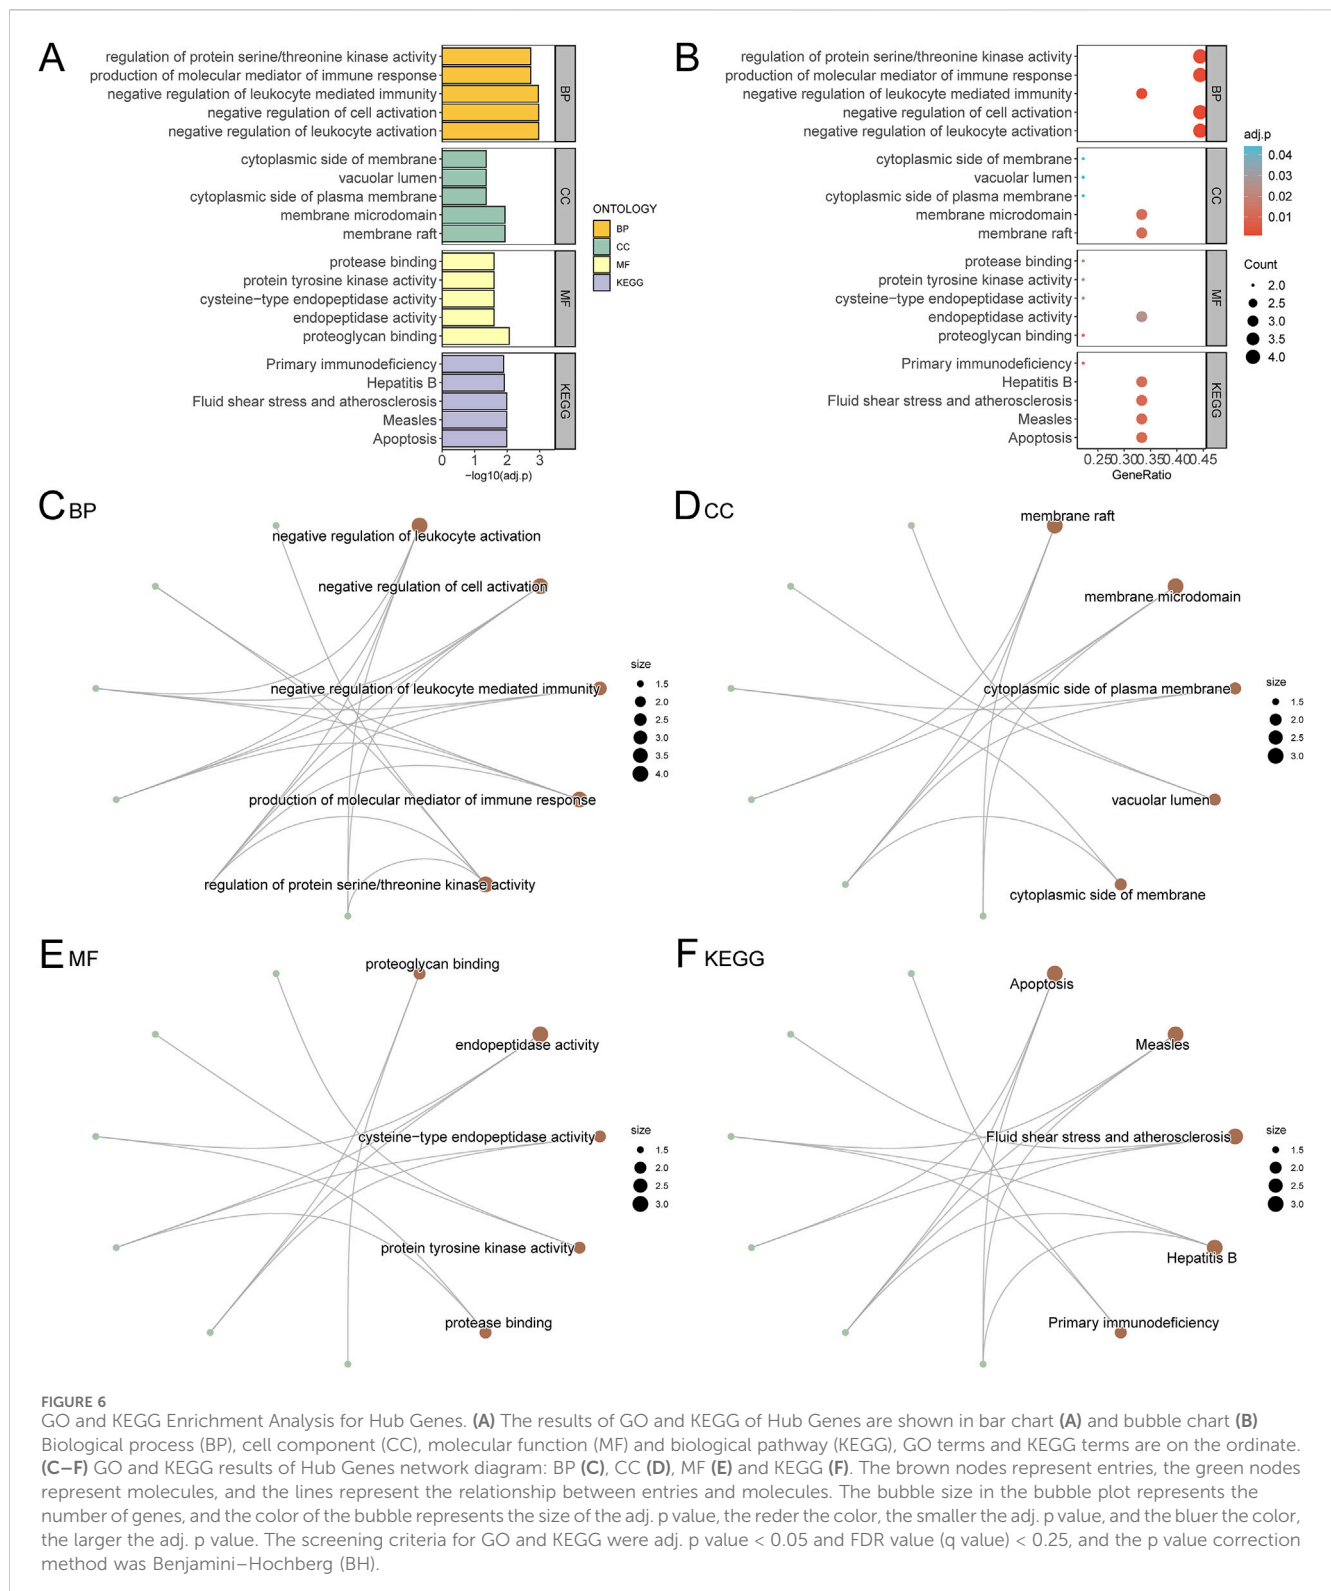 A
regulation of protein serine/threonine kinase activity
production of molecular mediator of immune response
negative regulation of leukocyte mediated immunity
negative regulation of cell activation
negative regulation of leukocyte activation
BP
cytoplasmic side of membrane
vacuolar lumen
cytoplasmic side of plasma membrane
membrane microdomain
membrane raft
CC
protease binding
protein tyrosine kinase activity
cysteine−type endopeptidase activity
endopeptidase activity
proteoglycan binding
MF
Primary immunodeficiency
Hepatitis B
Fluid shear stress and atherosclerosis
Measles
Apoptosis
KEGG
0 1 2 3
−log10(adj.p)
ONTOLOGY
BP
CC
MF
KEGG
B
regulation of protein serine/threonine kinase activity
production of molecular mediator of immune response
negative regulation of leukocyte mediated immunity
negative regulation of cell activation
negative regulation of leukocyte activation
BP
cytoplasmic side of membrane
vacuolar lumen
cytoplasmic side of plasma membrane
membrane microdomain
membrane raft
CC
protease binding
protein tyrosine kinase activity
cysteine−type endopeptidase activity
endopeptidase activity
proteoglycan binding
MF
Primary immunodeficiency
Hepatitis B
Fluid shear stress and atherosclerosis
Measles
Apoptosis
KEGG
0.25 0.30 0.35 0.40 0.45
GeneRatio
adj.p
0.04
0.03
0.02
0.01
Count
2.0
2.5
3.0
3.5
4.0
C BP
negative regulation of leukocyte activation
negative regulation of cell activation
negative regulation of leukocyte mediated immunity
production of molecular mediator of immune response
regulation of protein serine/threonine kinase activity
size
1.5
2.0
2.5
3.0
3.5
4.0
D CC
membrane raft
membrane microdomain
cytoplasmic side of plasma membrane
vacuolar lumen
cytoplasmic side of membrane
size
1.5
2.0
2.5
3.0
E MF
proteoglycan binding
endopeptidase activity
cysteine−type endopeptidase activity
protein tyrosine kinase activity
protease binding
size
1.5
2.0
2.5
3.0
F KEGG
Apoptosis
Measles
Fluid shear stress and atherosclerosis
Hepatitis B
Primary immunodeficiency
size
1.5
2.0
2.5
3.0
FIGURE 6
GO and KEGG Enrichment Analysis for Hub Genes. (A) The results of GO and KEGG of Hub Genes are shown in bar chart (A) and bubble chart (B)
Biological process (BP), cell component (CC), molecular function (MF) and biological pathway (KEGG), GO terms and KEGG terms are on the ordinate.
(C–F) GO and KEGG results of Hub Genes network diagram: BP (C), CC (D), MF (E) and KEGG (F). The brown nodes represent entries, the green nodes
represent molecules, and the lines represent the relationship between entries and molecules. The bubble size in the bubble plot represents the
number of genes, and the color of the bubble represents the size of the adj. p value, the reder the color, the smaller the adj. p value, and the bluer the color,
the larger the adj. p value. The screening criteria for GO and KEGG were adj. p value < 0.05 and FDR value (q value) < 0.25, and the p value correction
method was Benjamini–Hochberg (BH).